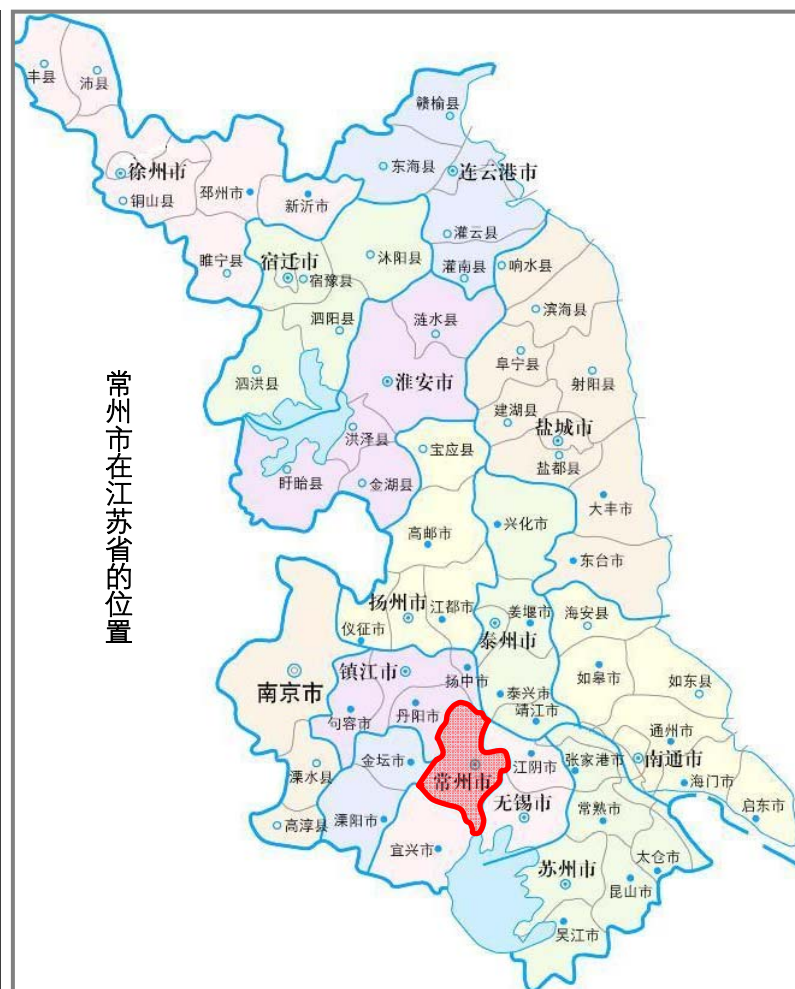 常州市在江苏省的位置
丰县
沛县
赣榆县
徐州市
东海县
连云港市
铜山县
邳州市
新沂市
灌云县
睢宁县
宿迁市
沭阳县
灌南县
响水县
宿豫县
泗阳县
涟水县
滨海县
泗洪县
淮安市
阜宁县
射阳县
建湖县
盐城市
洪泽县
宝应县
盐都县
盱眙县
金湖县
大丰市
高邮市
兴化市
东台市
扬州市
江都市
姜堰市
海安县
仪征市
泰州市
镇江市
扬中市
如皋市
如东县
南京市
泰兴市
句容市
丹阳市
靖江市
通州市
金坛市
江阴市
张家港市
南通市
溧水县
常州市
海门市
无锡市
常熟市
启东市
高淳县
溧阳市
宜兴市
太仓市
苏州市
昆山市
吴江市